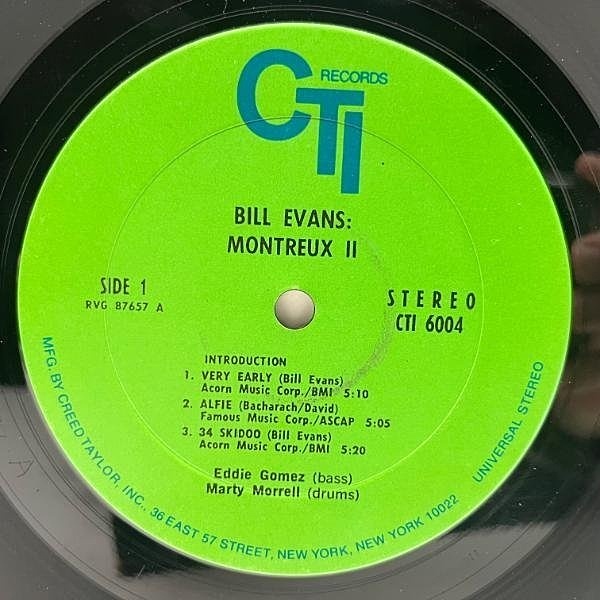 CTI RECORDS
BILL EVANS:
MONTREUX II
SIDE 1
RVG 87657 A
STEREO
CTI 6004
INTRODUCTION
1. VERY EARLY (Bill Evans)
Acorn Music Corp./BMI 5:10
2. ALFIE (Bacharach/David)
Famous Music Corp./ASCAP 5:05
3. 34 SKIDOO (Bill Evans)
Acorn Music Corp./BMI 5:20
Eddie Gomez (bass)
Marty Morrell (drums)
MFG. BY CREED TAYLOR, INC., 36 EAST 57 STREET, NEW YORK, NEW YORK 10022
UNIVERSAL STEREO